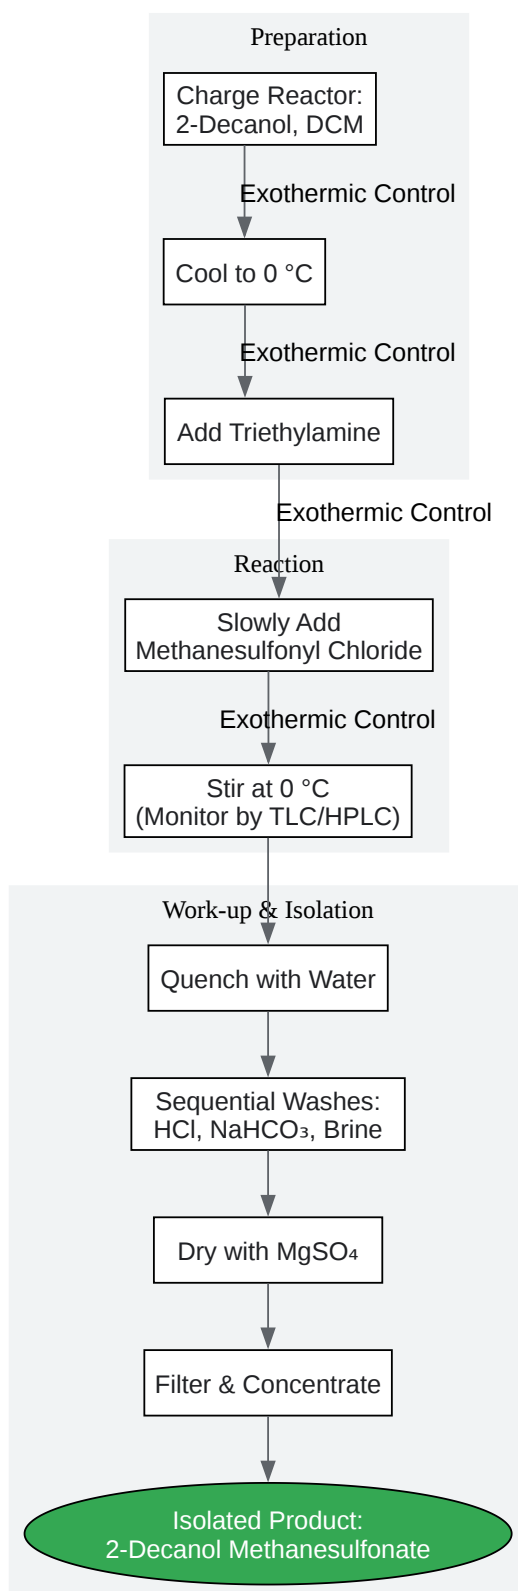 Preparation
Charge Reactor:
2-Decanol, DCM
Exothermic Control
Cool to 0 °C
Exothermic Control
Add Triethylamine
Exothermic Control
Reaction
Slowly Add
Methanesulfonyl Chloride
Exothermic Control
Stir at 0 °C
(Monitor by TLC/HPLC)
Work-up & Isolation
Quench with Water
Sequential Washes:
HCl, NaHCO₃, Brine
Dry with MgSO₄
Filter & Concentrate
Isolated Product:
2-Decanol Methanesulfonate